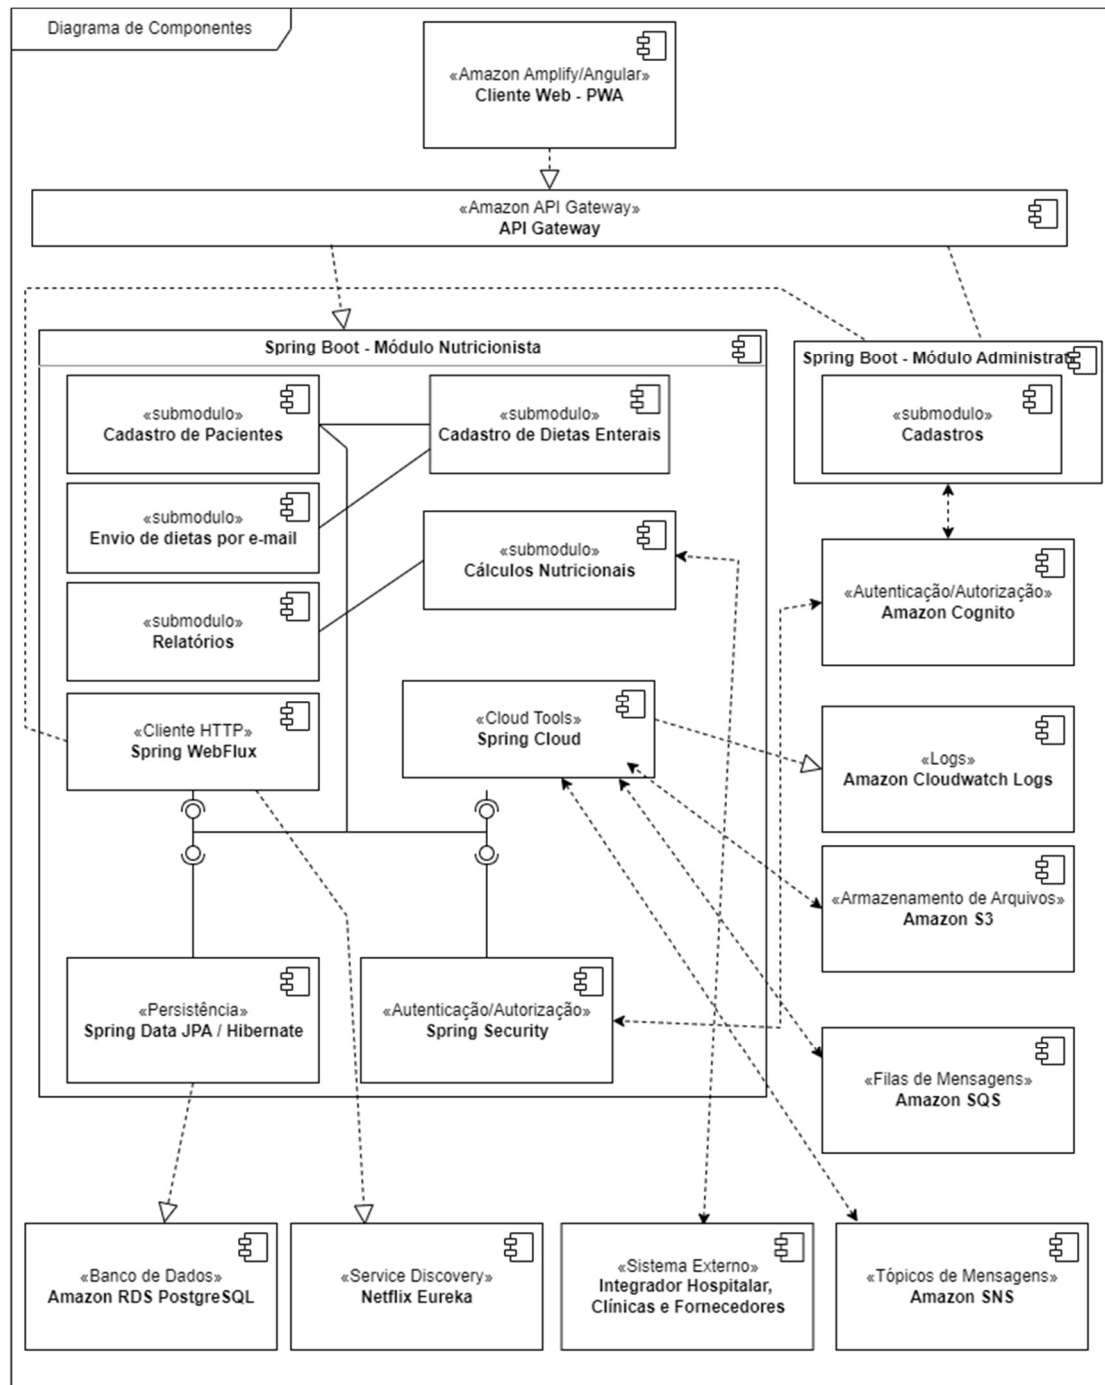 Diagrama de Componentes
«Amazon Amplify/Angular»
Cliente Web - PWA
«Amazon API Gateway»
API Gateway
Spring Boot - Módulo Nutricionista
«submodulo»
Cadastro de Pacientes
«submodulo»
Cadastro de Dietas Enterais
«submodulo»
Envio de dietas por e-mail
«submodulo»
Cálculos Nutricionais
«submodulo»
Relatórios
«Cliente HTTP»
Spring WebFlux
«Cloud Tools»
Spring Cloud
«Persistência»
Spring Data JPA / Hibernate
«Autenticação/Autorização»
Spring Security
Spring Boot - Módulo Administrat
«submodulo»
Cadastros
«Autenticação/Autorização»
Amazon Cognito
«Logs»
Amazon Cloudwatch Logs
«Armazenamento de Arquivos»
Amazon S3
«Filas de Mensagens»
Amazon SQS
«Banco de Dados»
Amazon RDS PostgreSQL
«Service Discovery»
Netflix Eureka
«Sistema Externo»
Integrador Hospitalar,
Clínicas e Fornecedores
«Tópicos de Mensagens»
Amazon SNS